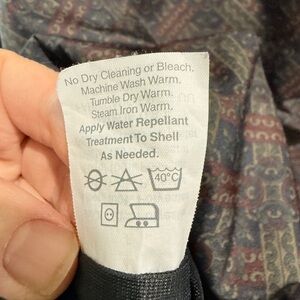 No Dry Cleaning or Bleach.
Machine Wash Warm.
Tumble Dry Warm.
Steam Iron Warm.
Apply Water Repellant
Treatment To Shell
As Needed.
40°C